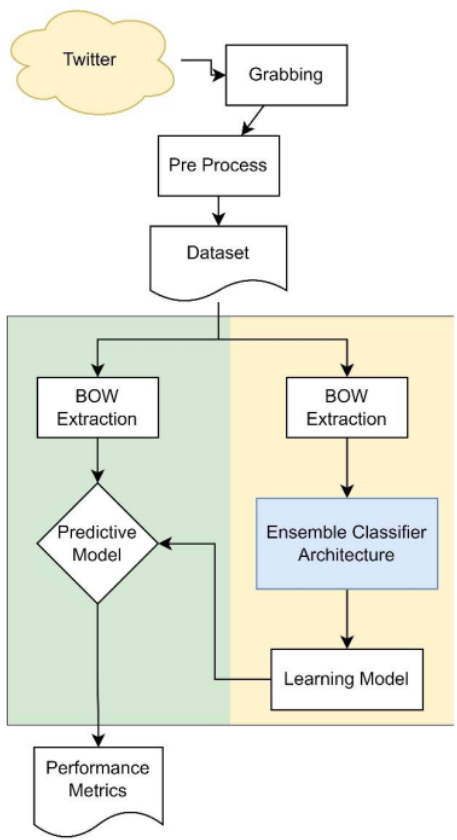 Twitter
Grabbing
Pre Process
Dataset
BOW
Extraction
BOW
Extraction
Predictive
Model
Ensemble Classifier
Architecture
Learning Model
Performance
Metrics